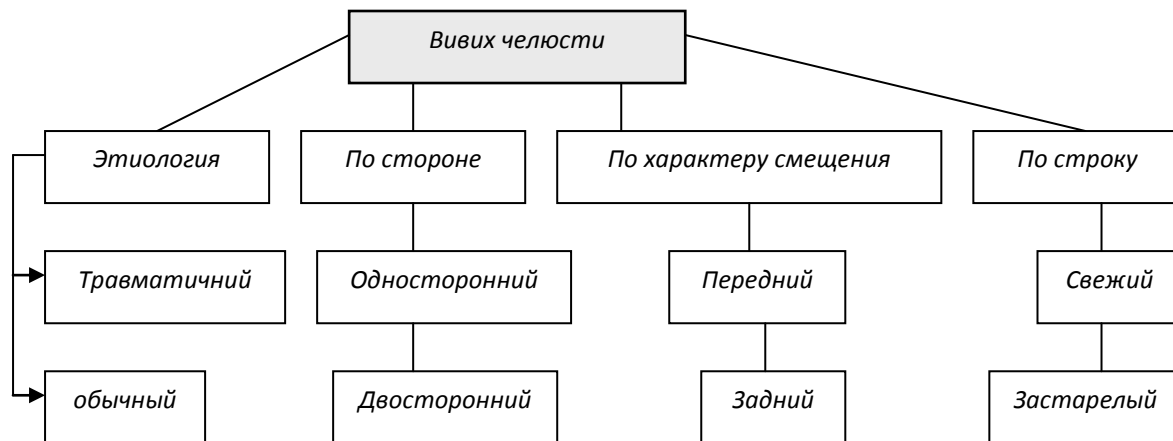 Вивих челюсти
Этиология
По стороне
По характеру смещения
По строку
Травматичний
Односторонний
Передний
Свежий
обычный
Двосторонний
Задний
Застарелый